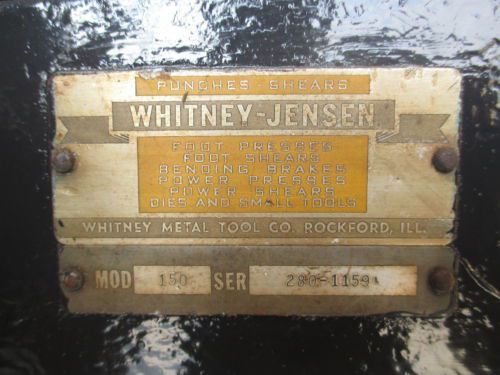 PUNCHES - SHEARS
WHITNEY-JENSEN
FOOT PRESSES
FOOT SHEARS
BENDING BRAKES
POWER PRESSES
POWER SHEARS
DIES AND SMALL TOOLS
WHITNEY METAL TOOL CO. ROCKFORD, ILL.
MOD 150 SER 280-1159